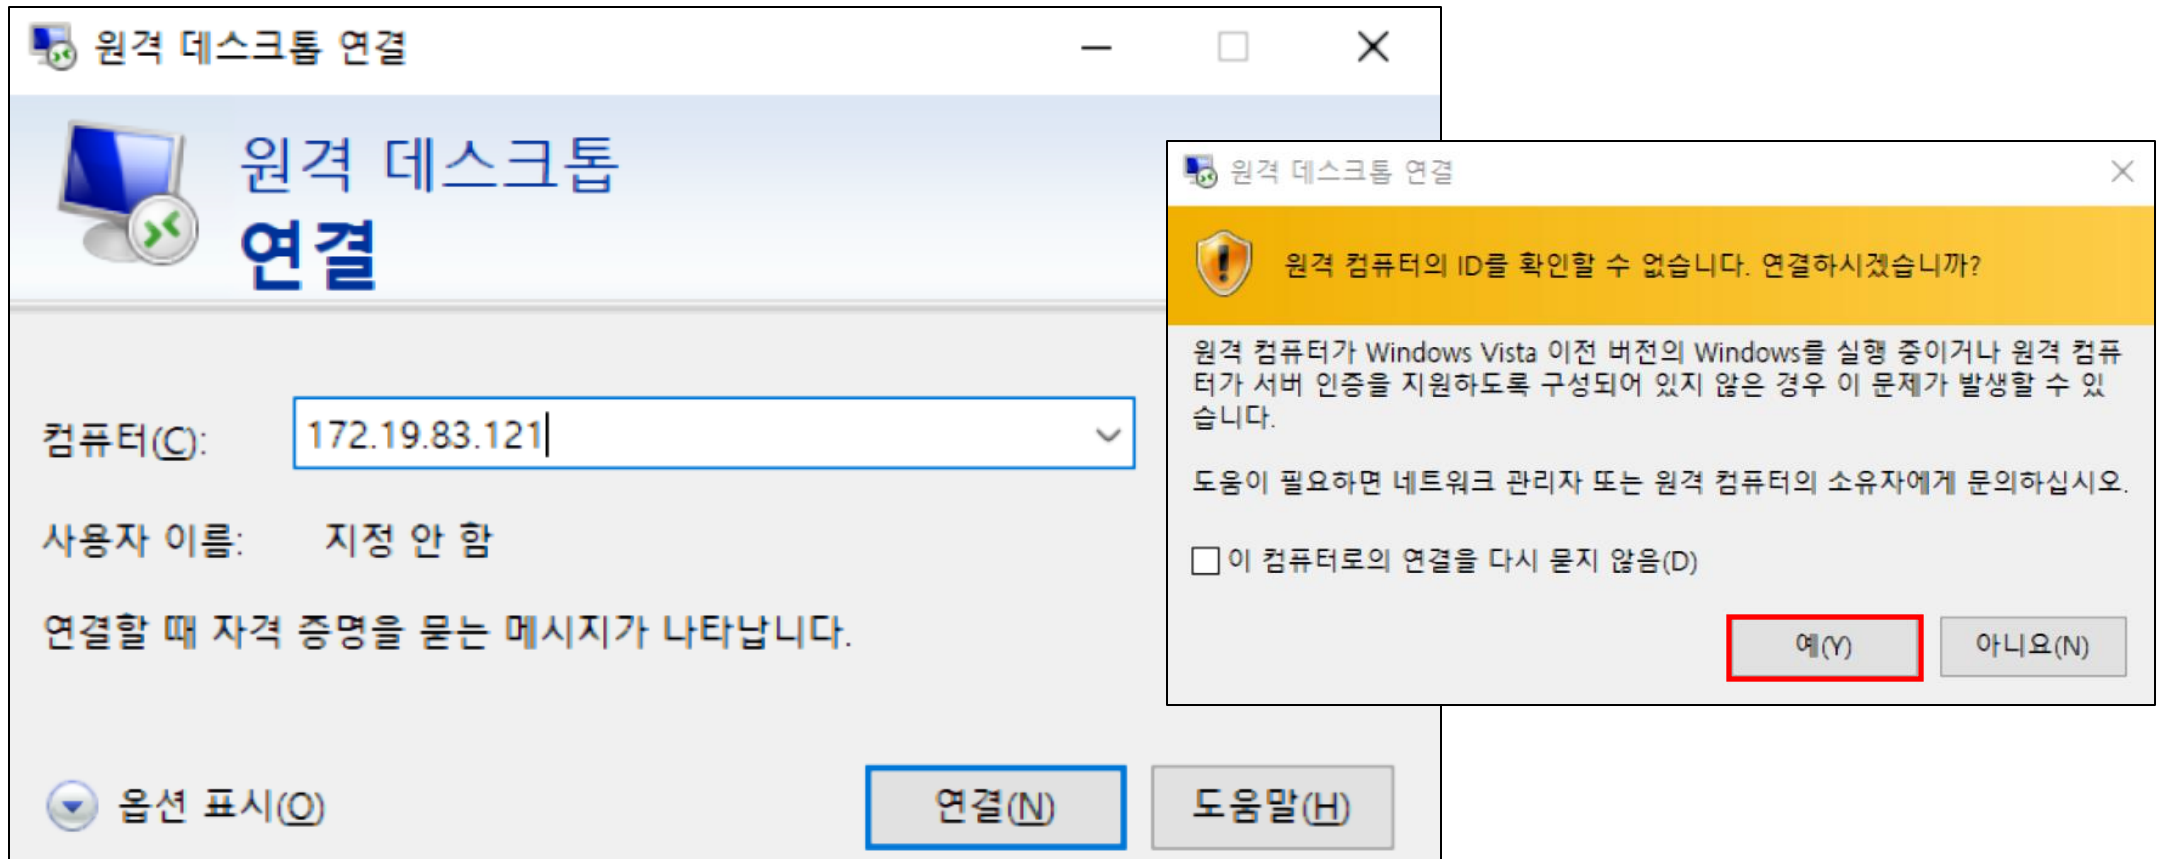 원격 데스크톱 연결
원격 데스크톱
연결
컴퓨터(C):
172.19.83.121
사용자 이름:
지정 안 함
연결할 때 자격 증명을 묻는 메시지가 나타납니다.
옵션 표시(O)
연결(N)
도움말(H)
원격 데스크톱 연결
원격 컴퓨터의 ID를 확인할 수 없습니다. 연결하시겠습니까?
원격 컴퓨터가 Windows Vista 이전 버전의 Windows를 실행 중이거나 원격 컴퓨
터가 서버 인증을 지원하도록 구성되어 있지 않은 경우 이 문제가 발생할 수 있
습니다.
도움이 필요하면 네트워크 관리자 또는 원격 컴퓨터의 소유자에게 문의하십시오.
이 컴퓨터로의 연결을 다시 묻지 않음(D)
예(Y)
아니요(N)